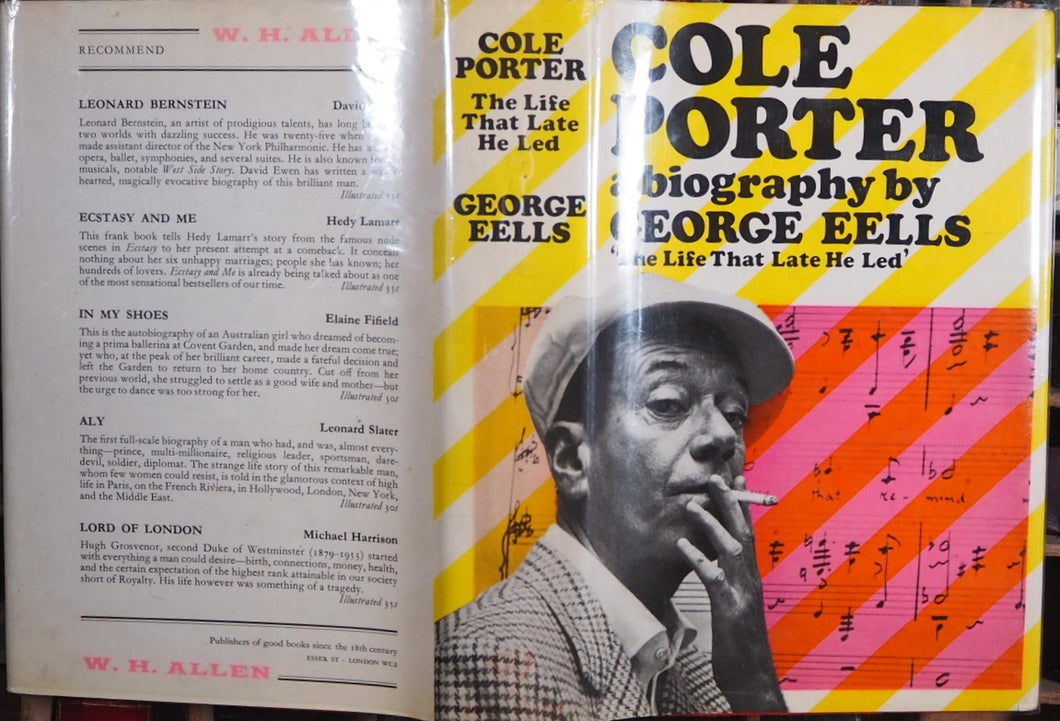 W. H. ALL
RECOMMEND
LEONARD BERNSTEIN David
Leonard Bernstein, an artist of prodigious talents, has long
two worlds with dazzling success. He was twenty-five when
made assistant director of the New York Philharmonic. He has
opera, ballet, symphonies, and several suites. He is also known for
musicals, notable West Side Story. David Ewen has written a
hearted, magically evocative biography of this brilliant man.
Illustrated
ECSTASY AND ME Hedy Lamarr
This frank book tells Hedy Lamarr's story from the famous nude
scenes in Ecstasy to her present attempt at a comeback. It conceals
nothing about her six unhappy marriages; people she has known; her
hundreds of lovers. Ecstasy and Me is already being talked about as one
of the most sensational bestsellers of our time. Illustrated 35s
IN MY SHOES Elaine Fifield
This is the autobiography of an Australian girl who dreamed of becom-
ing a prima ballerina at Covent Garden, and made her dream come true;
yet who, at the peak of her brilliant career, made a fateful decision and
left the Garden to return to her home country. Cut off from her
previous world, she struggled to settle as a good wife and mother—but
the urge to dance was too strong for her. Illustrated 30s
ALY Leonard Slater
The first full-scale biography of a man who had, and was, almost every-
thing—prince, multi-millionaire, religious leader, sportsman, dare-
devil, soldier, diplomat. The strange life story of this remarkable man,
whom few women could resist, is told in the glamorous context of high
life in Paris, on the French Riviera, in Hollywood, London, New York,
and the Middle East. Illustrated 30s
LORD OF LONDON Michael Harrison
Hugh Grosvenor, second Duke of Westminster (1879-1953) started
with everything a man could desire—birth, connections, money, health,
and the certain expectation of the highest rank attainable in our society
short of Royalty. His life however was something of a tragedy.
Illustrated 35s
Publishers of good books since the 18th century
W. H. ALLEN ESSEX ST · LONDON WC2
COLE
PORTER
The Life
That Late
He Led
GEORGE
EELLS
COLE
PORTER
a biography by
GEORGE EELLS
'The Life That Late He Led'
that re- mind